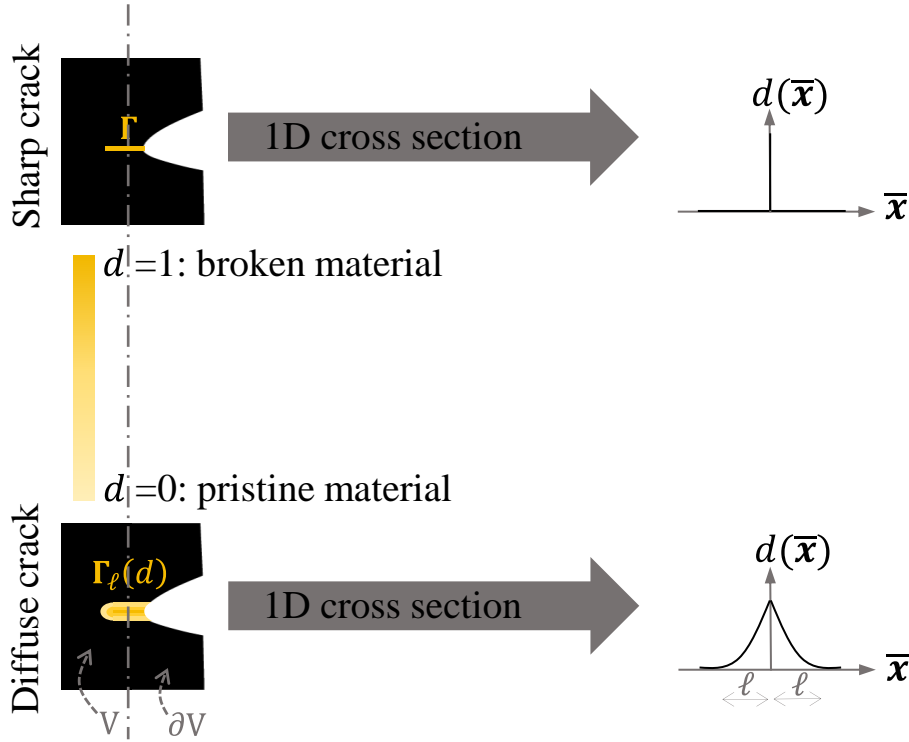 Sharp crack
Γ
1D cross section
d(x̅)
x̅
d =1: broken material
d =0: pristine material
Diffuse crack
Γℓ(d)
1D cross section
d(x̅)
x̅
ℓ ℓ
V ∂V